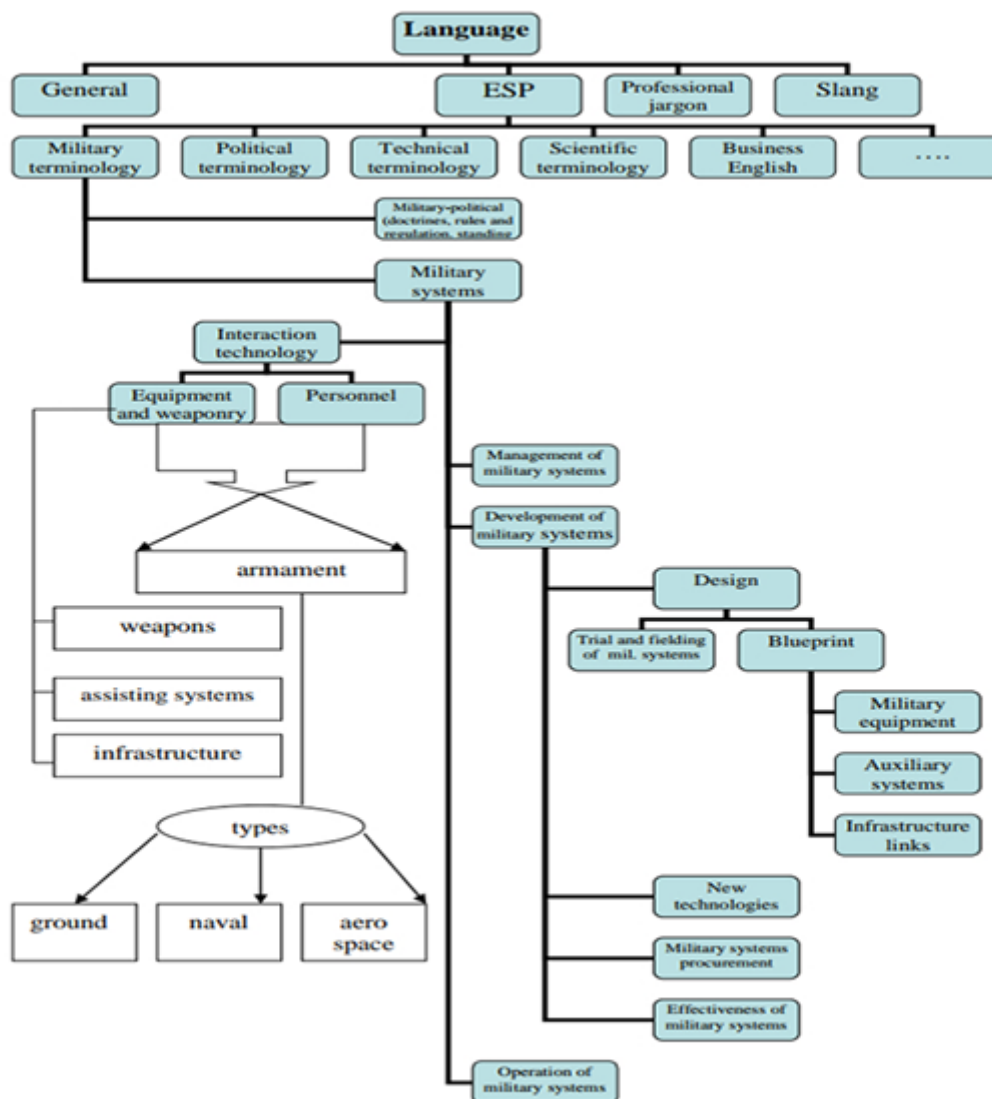 Language
General
ESP
Professional
jargon
Slang
Military
terminology
Political
terminology
Technical
terminology
Scientific
terminology
Business
English
....
Military-political
(doctrines, rules and
regulation, standing
Military
systems
Interaction
technology
Equipment
and weaponry
Personnel
Management of
military systems
Development of
military systems
armament
Design
weapons
Trial and fielding
of mil. systems
Blueprint
assisting systems
Military
equipment
infrastructure
Auxiliary
systems
types
Infrastructure
links
ground
naval
aero
space
New
technologies
Military systems
procurement
Effectiveness of
military systems
Operation of
military systems